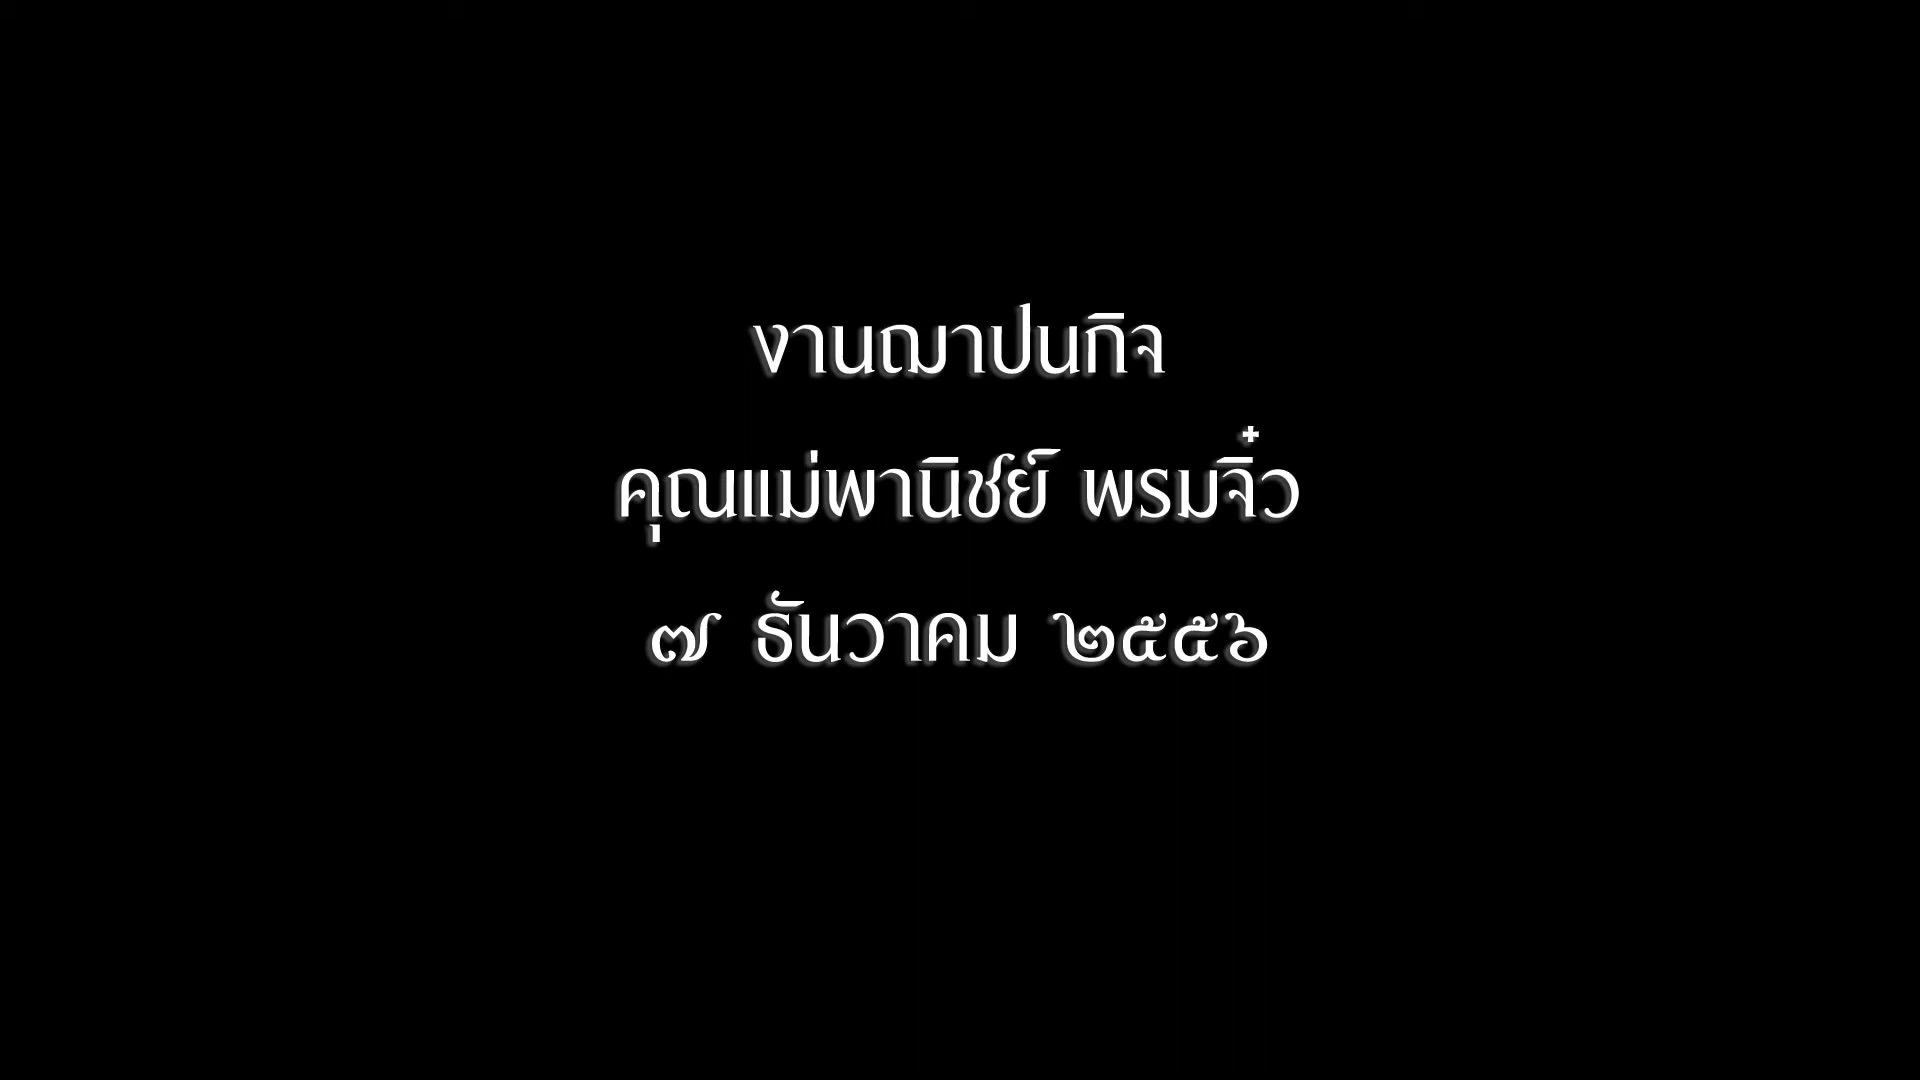 งานฌาปนกิจ
คุณแม่พานิชย์ พรมจิ๋ว
๗ ธันวาคม ๒๕๕๖